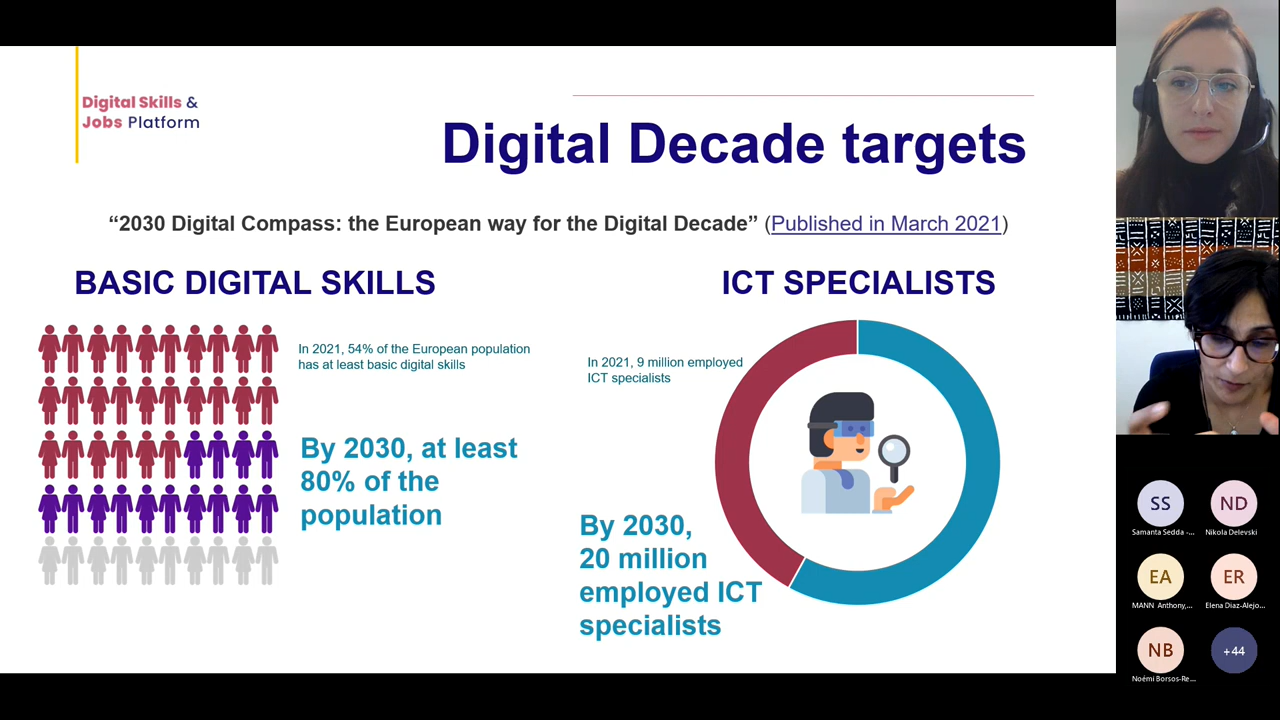 Digital Skills &
Jobs Platform
Digital Decade targets
“2030 Digital Compass: the European way for the Digital Decade” (Published in March 2021)
BASIC DIGITAL SKILLS
In 2021, 54% of the European population
has at least basic digital skills
By 2030, at least
80% of the
population
ICT SPECIALISTS
In 2021, 9 million employed
ICT specialists
By 2030,
20 million
employed ICT
specialists
SS
Samanta Sedda -...
ND
Nikola Delevski
EA
MANN Anthony,...
ER
Elena Diaz-Alejo...
NB
Noémi Borsos-Re...
+44